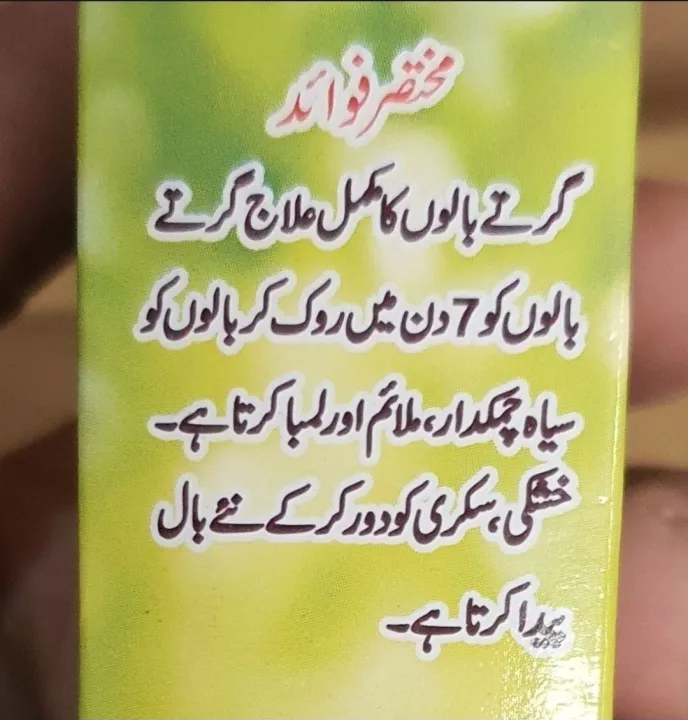 مختصر فوائد
گرتے بالوں کا مکمل علاج گرتے
بالوں کو 7 دن میں روک کر بالوں کو
سیاہ چمکدار، ملائم اور لمبا کرتا ہے۔
خشکی، سکری کو دور کر کے نئے بال
پیدا کرتا ہے۔